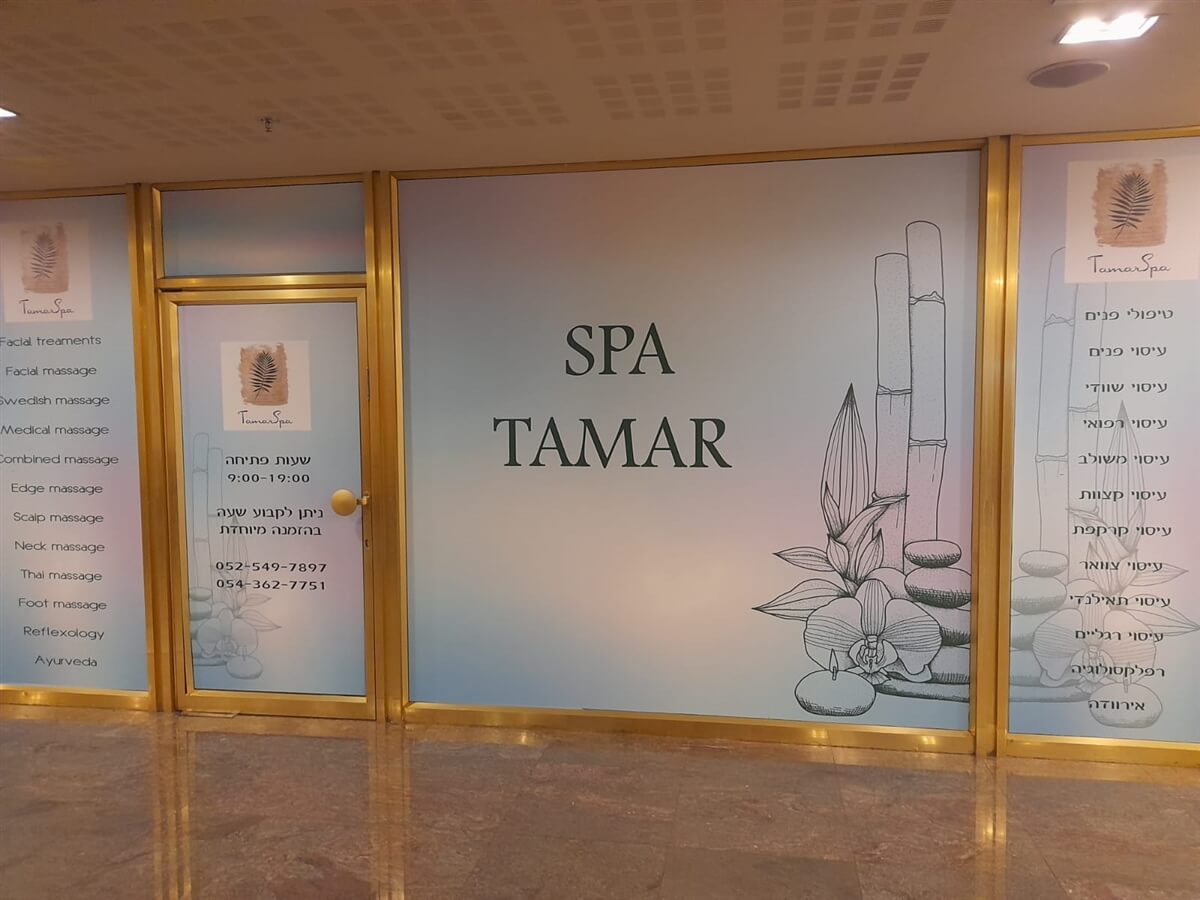 TamarSpa
Facial treaments
Facial massage
Swedish massage
Medical massage
Combined massage
Edge massage
Scalp massage
Neck massage
Thai massage
Foot massage
Reflexology
Ayurveda
TamarSpa
שעות פתיחה
9:00-19:00
ניתן לקבוע שעה
בהזמנה מיוחדת
052-549-7897
054-362-7751
SPA
TAMAR
TamarSpa
טיפולי פנים
עיסוי פנים
עיסוי שוודי
עיסוי רפואי
עיסוי משולב
עיסוי קצוות
עיסוי קרקפת
עיסוי צוואר
עיסוי תאילנדי
עיסוי רגליים
רפלקסולוגיה
אירוודה